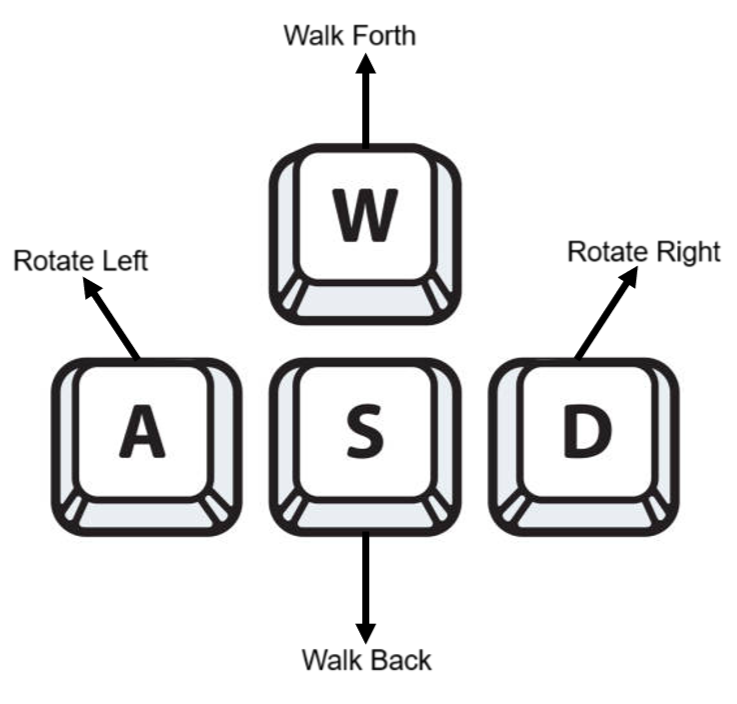 Walk Forth
W
Rotate Left
Rotate Right
A
S
D
Walk Back